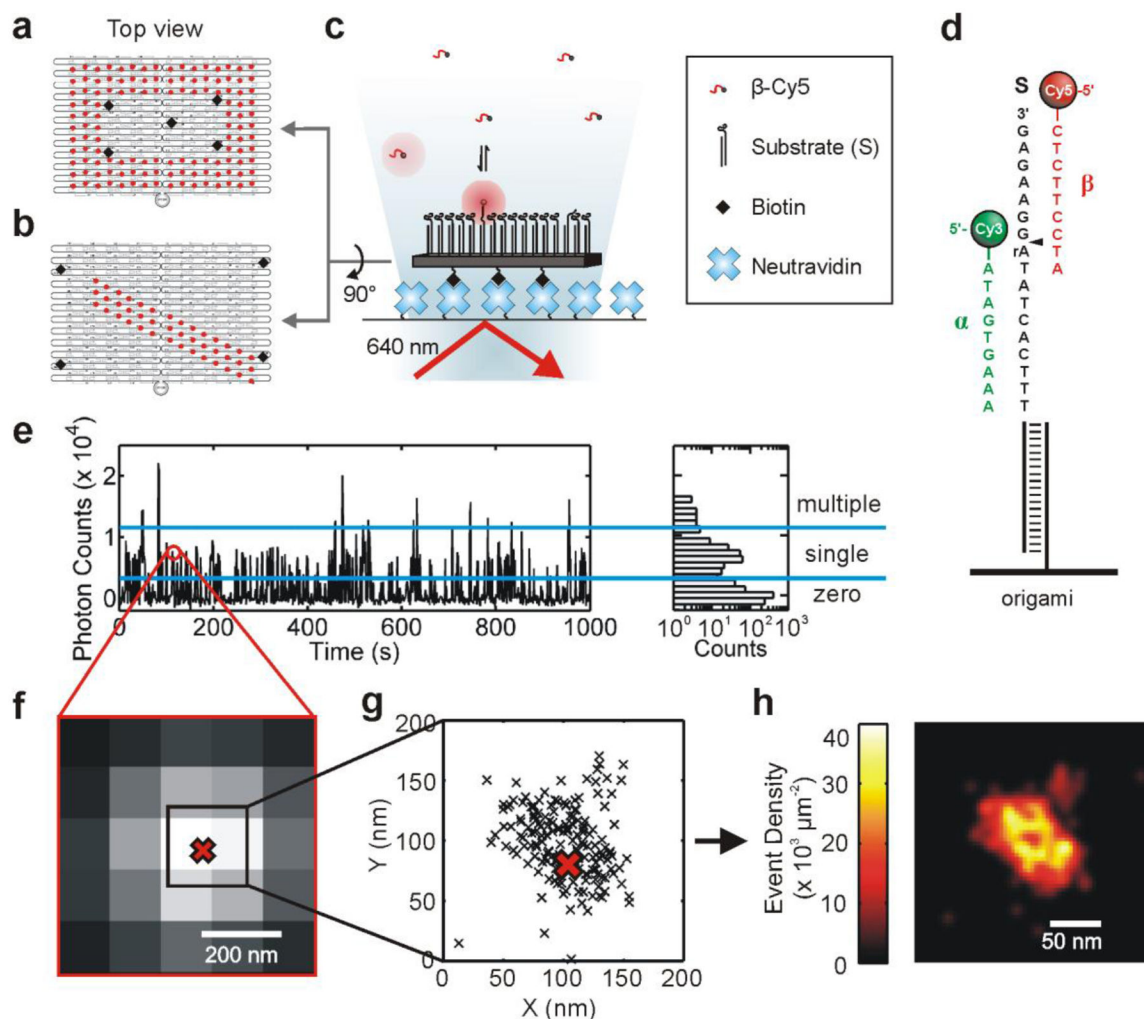 a
Top view
b
c
90°
640 nm
β-Cy5
Substrate (S)
Biotin
Neutravidin
d
S
3'
Cy5
-5'
GAGAAGGrATATCACTTT
CTCTTCCTA
β
5'-
Cy3
ATAGTGAAA
α
origami
e
Photon Counts (x 10⁴)
2
1
0
0 200 400 600 800 1000
Time (s)
10⁰ 10¹ 10² 10³
Counts
multiple
single
zero
f
200 nm
g
200
150
100
50
0
Y (nm)
0 50 100 150 200
X (nm)
h
Event Density
(x 10³ μm⁻²)
40
30
20
10
0
50 nm